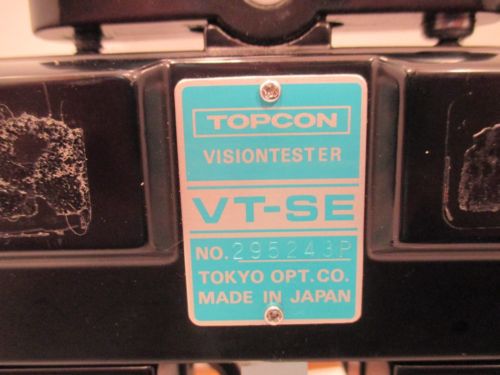 TOPCON
VISIONTESTER
VT-SE
NO. 295243P
TOKYO OPT. CO.
MADE IN JAPAN